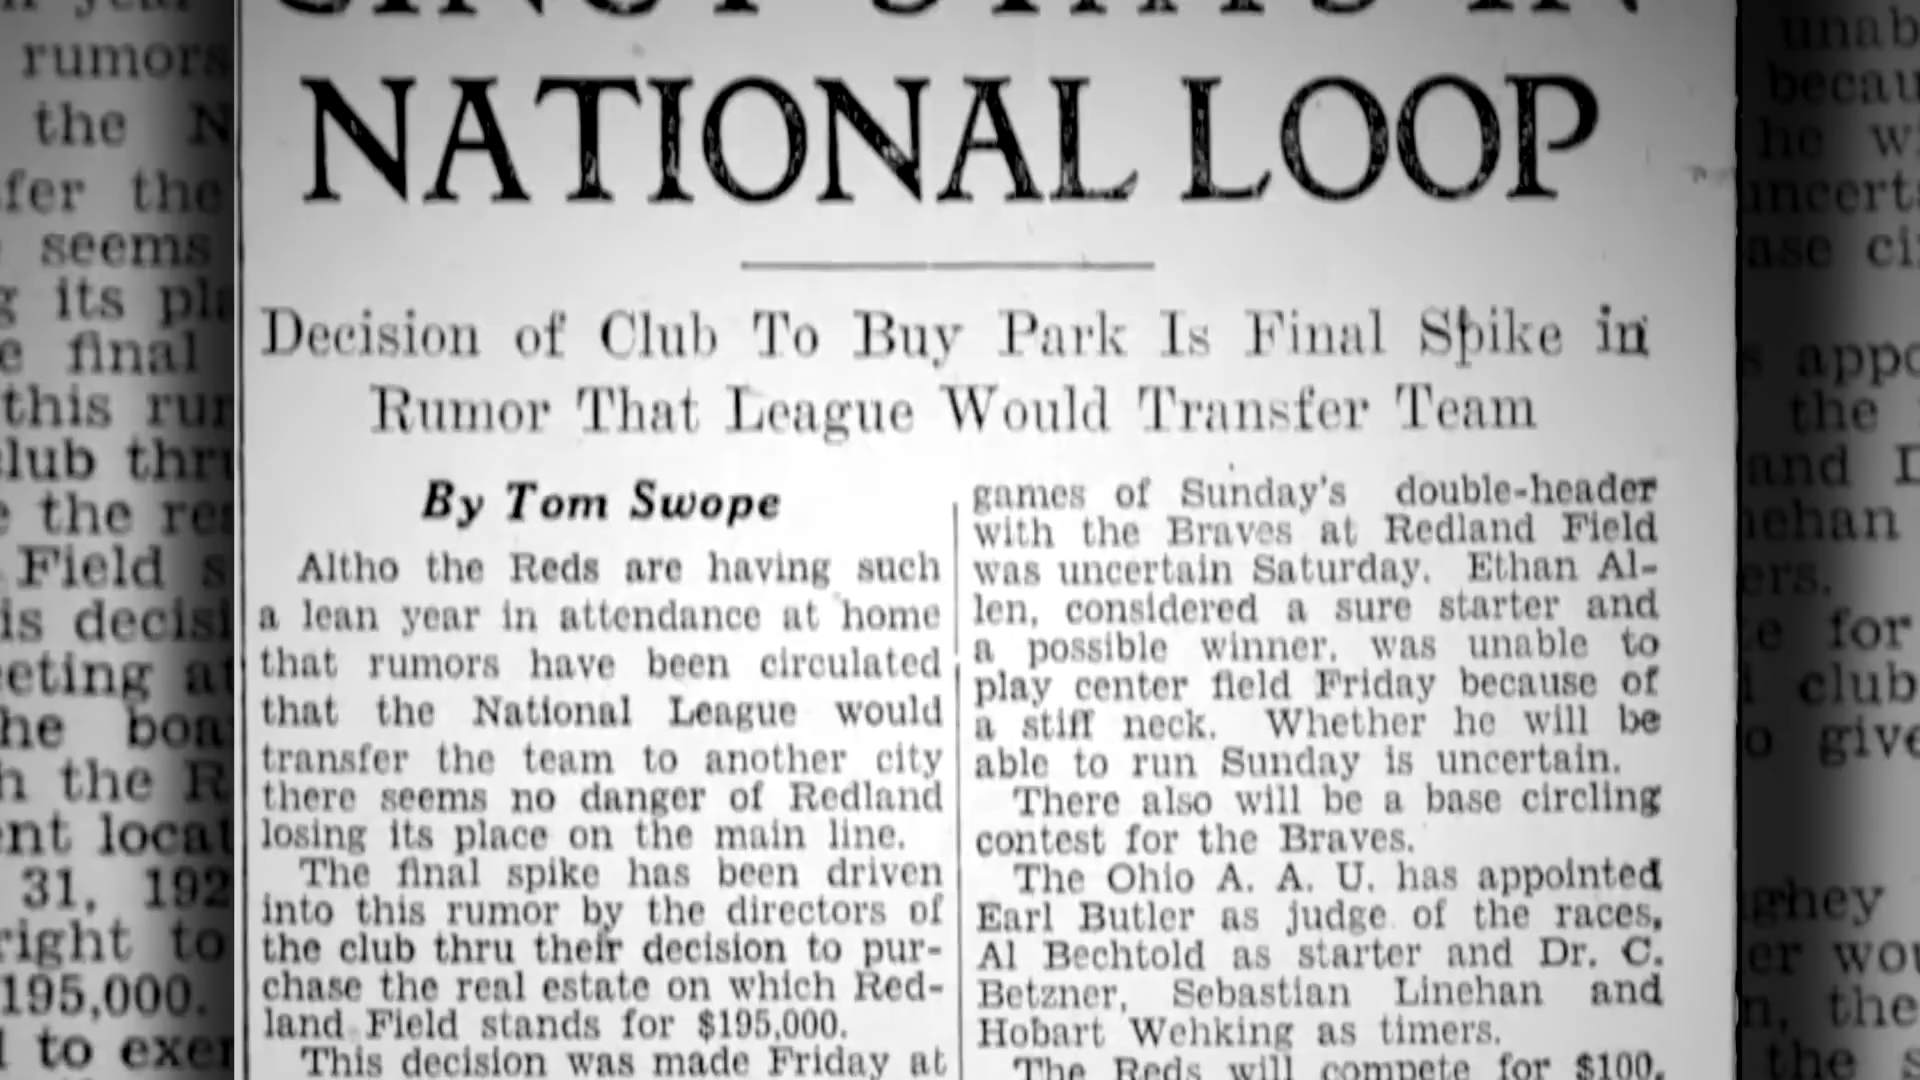 NATIONAL LOOP
Decision of Club To Buy Park Is Final Spike in
Rumor That League Would Transfer Team
By Tom Swope
Altho the Reds are having such
a lean year in attendance at home
that rumors have been circulated
that the National League would
transfer the team to another city
there seems no danger of Redland
losing its place on the main line.
The final spike has been driven
into this rumor by the directors of
the club thru their decision to pur-
chase the real estate on which Red-
land Field stands for $195,000.
This decision was made Friday at
games of Sunday's double-header
with the Braves at Redland Field
was uncertain Saturday. Ethan Al-
len, considered a sure starter and
a possible winner, was unable to
play center field Friday because of
a stiff neck. Whether he will be
able to run Sunday is uncertain.
There also will be a base circling
contest for the Braves.
The Ohio A. A. U. has appointed
Earl Butler as judge of the races,
Al Bechtold as starter and Dr. C.
Betzner, Sebastian Linehan and
Hobart Wehking as timers.
The Reds will compete for $100,